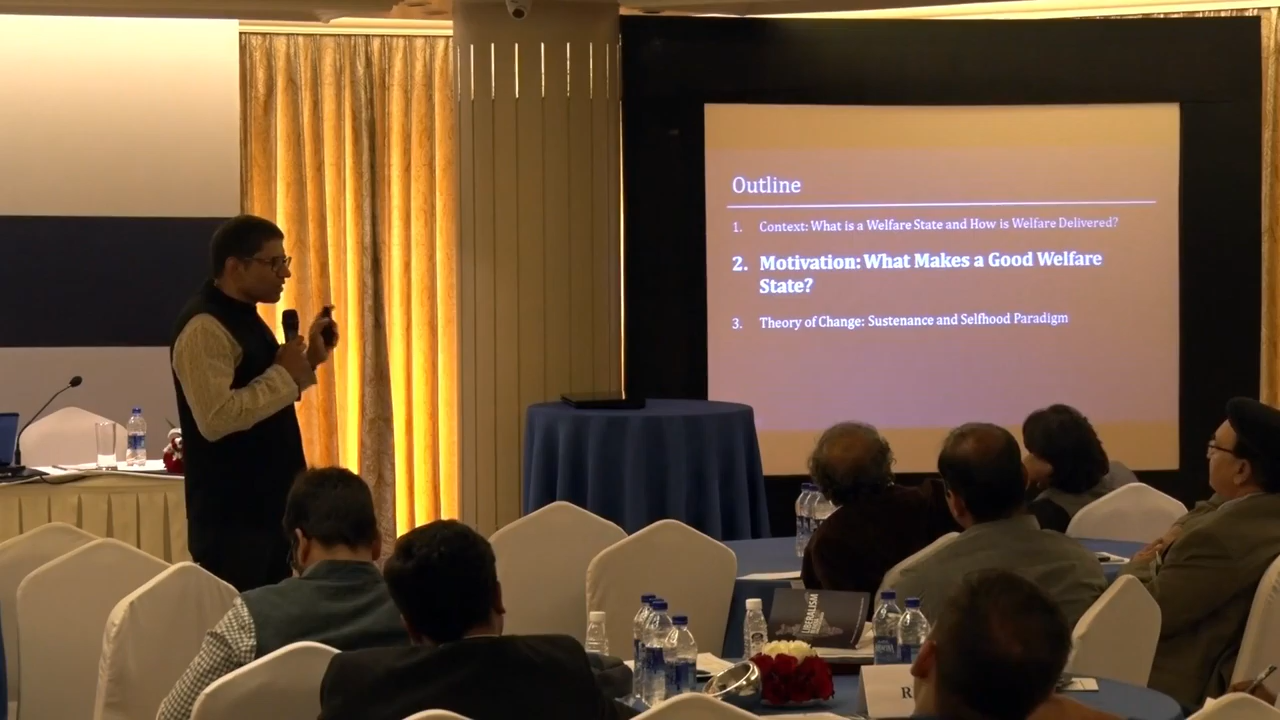 Outline
1. Context: What is a Welfare State and How is Welfare Delivered?
2. Motivation: What Makes a Good Welfare
State?
3. Theory of Change: Sustenance and Selfhood Paradigm
LIBERALISM
R